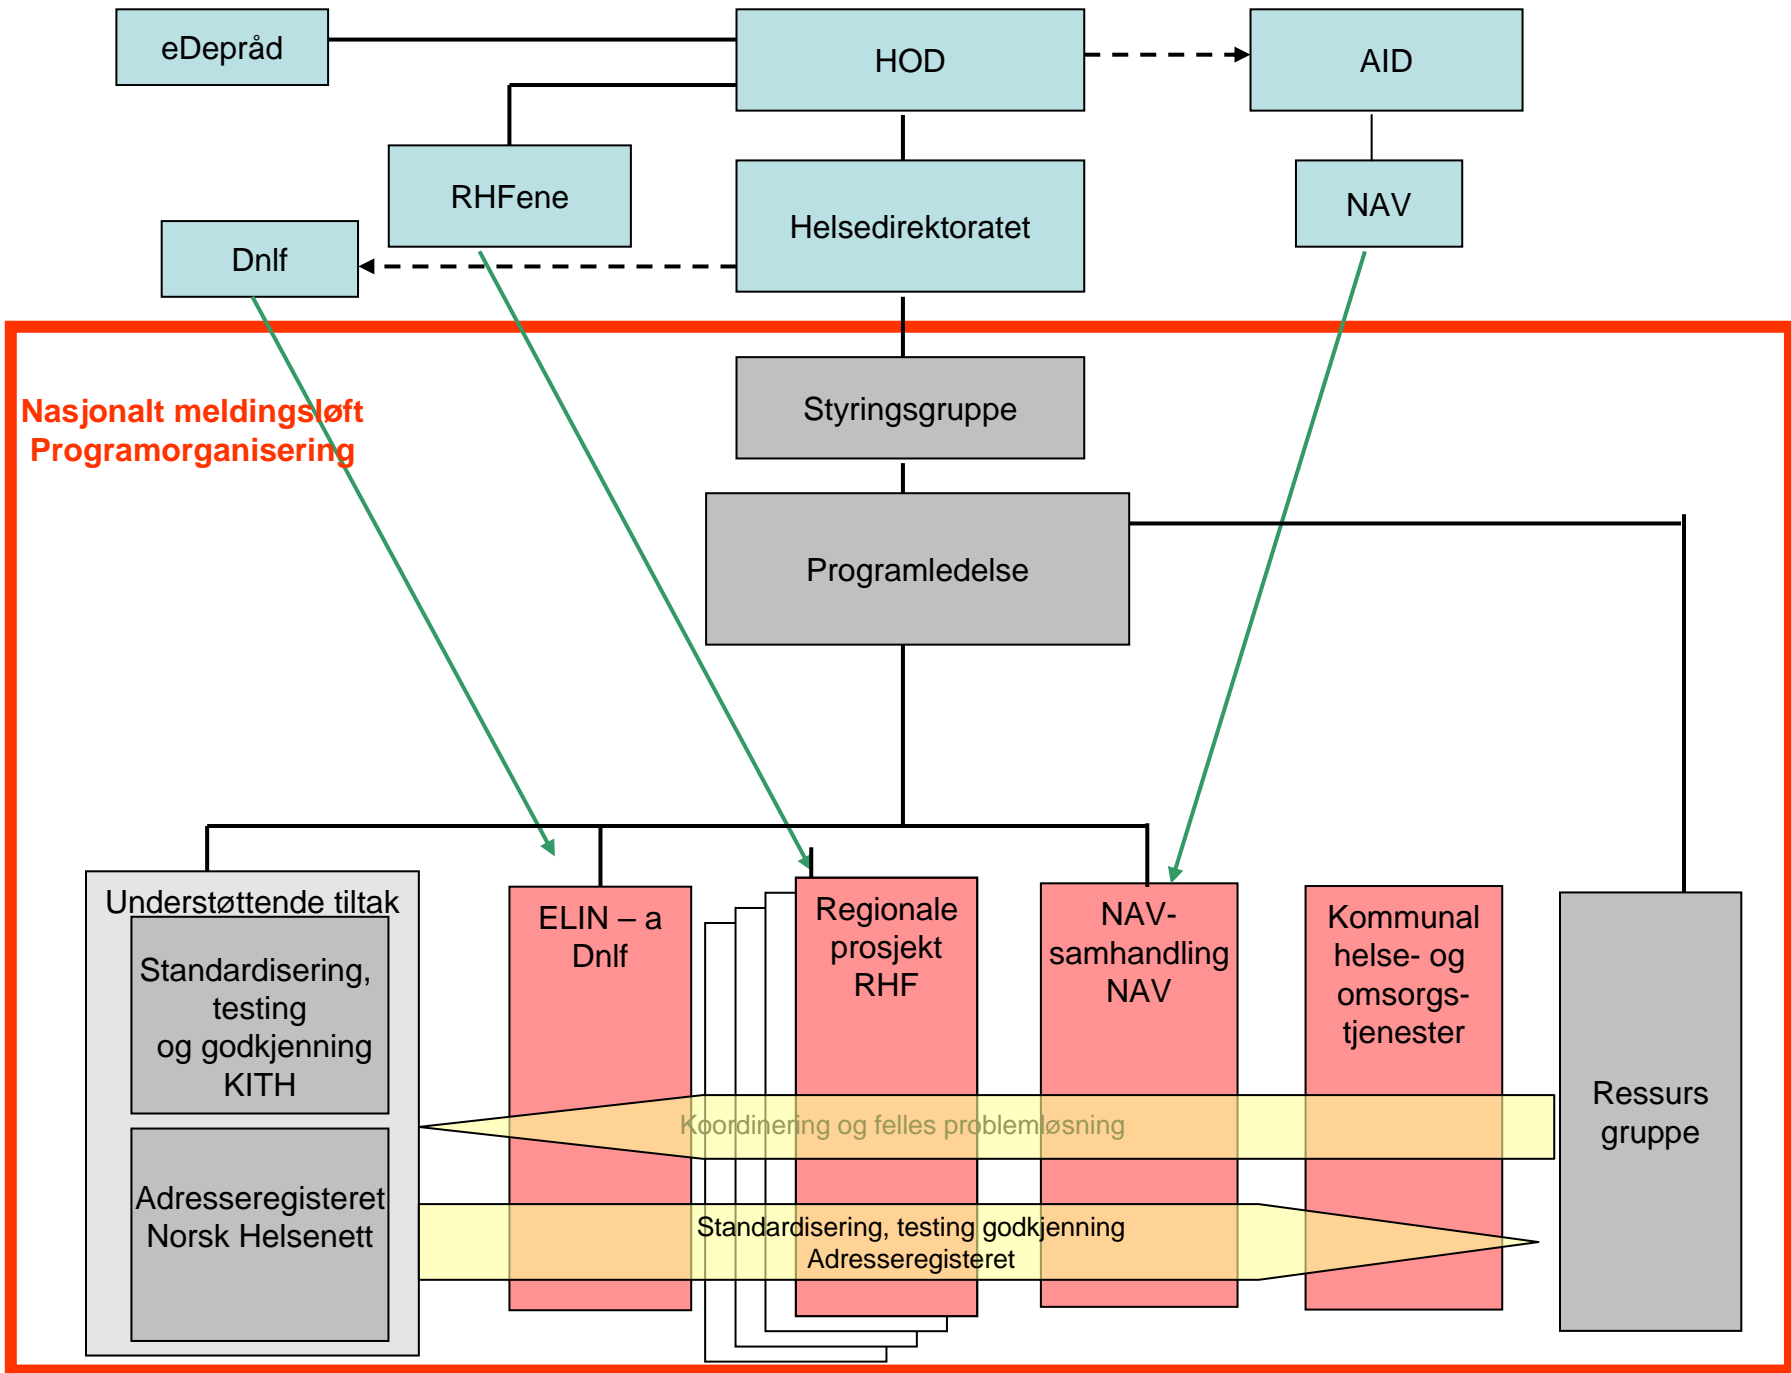 eDepråd
HOD
AID
RHFene
Helsedirektoratet
NAV
Dnlf
Nasjonalt meldingsløft
Programorganisering
Styringsgruppe
Programledelse
Understøttende tiltak
Standardisering,
testing
og godkjenning
KITH
Adresseregisteret
Norsk Helsenett
ELIN – a
Dnlf
Regionale
prosjekt
RHF
NAV-
samhandling
NAV
Kommunal
helse- og
omsorgs-
tjenester
Ressurs
gruppe
Koordinering og felles problemløsning
Standardisering, testing godkjenning
Adresseregisteret